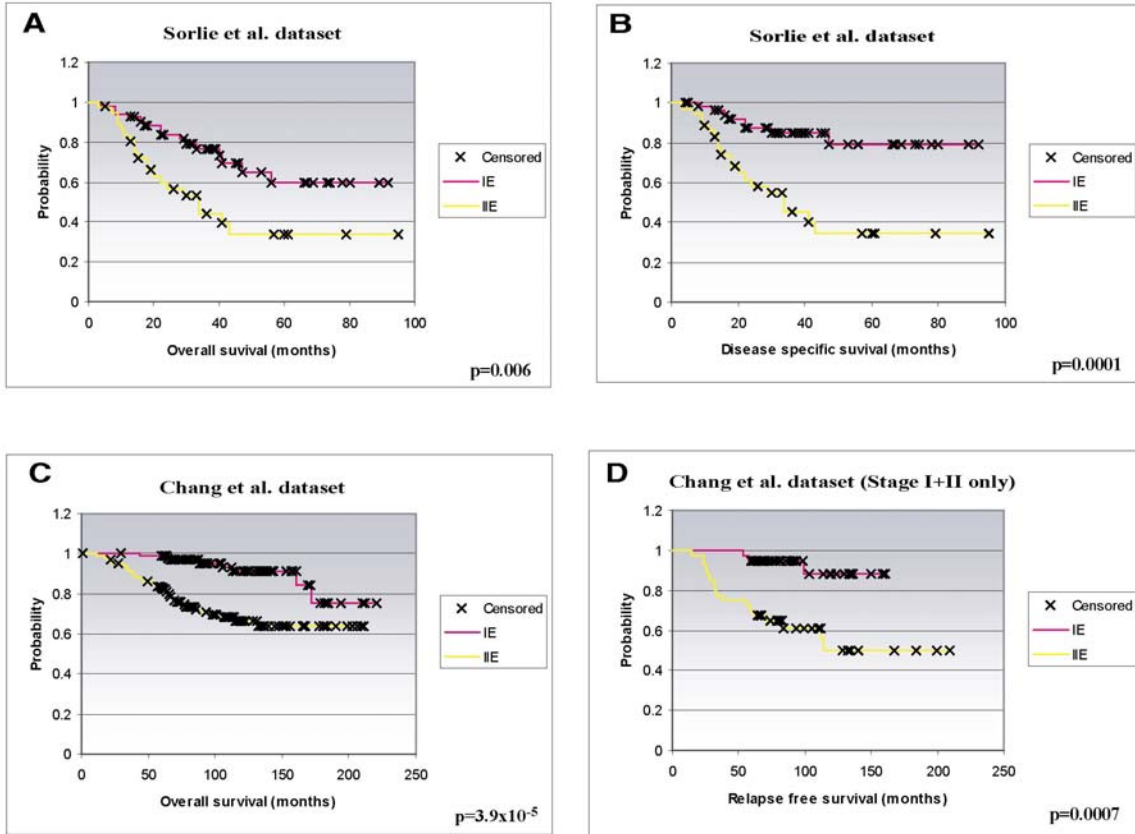 A
Sorlie et al. dataset
1.2
1
0.8
0.6
0.4
0.2
0
Probability
0 20 40 60 80 100
Overall suvival (months)
Censored
IE
IIE
p=0.006
B
Sorlie et al. dataset
1.2
1
0.8
0.6
0.4
0.2
0
Probability
0 20 40 60 80 100
Disease specific suvival (months)
Censored
IE
IIE
p=0.0001
C
Chang et al. dataset
1.2
1
0.8
0.6
0.4
0.2
0
Probability
0 50 100 150 200 250
Overall survival (months)
Censored
IE
IIE
p=3.9x10⁻⁵
D
Chang et al. dataset (Stage I+II only)
1.2
1
0.8
0.6
0.4
0.2
0
Probability
0 50 100 150 200 250
Relapse free survival (months)
Censored
IE
IIE
p=0.0007